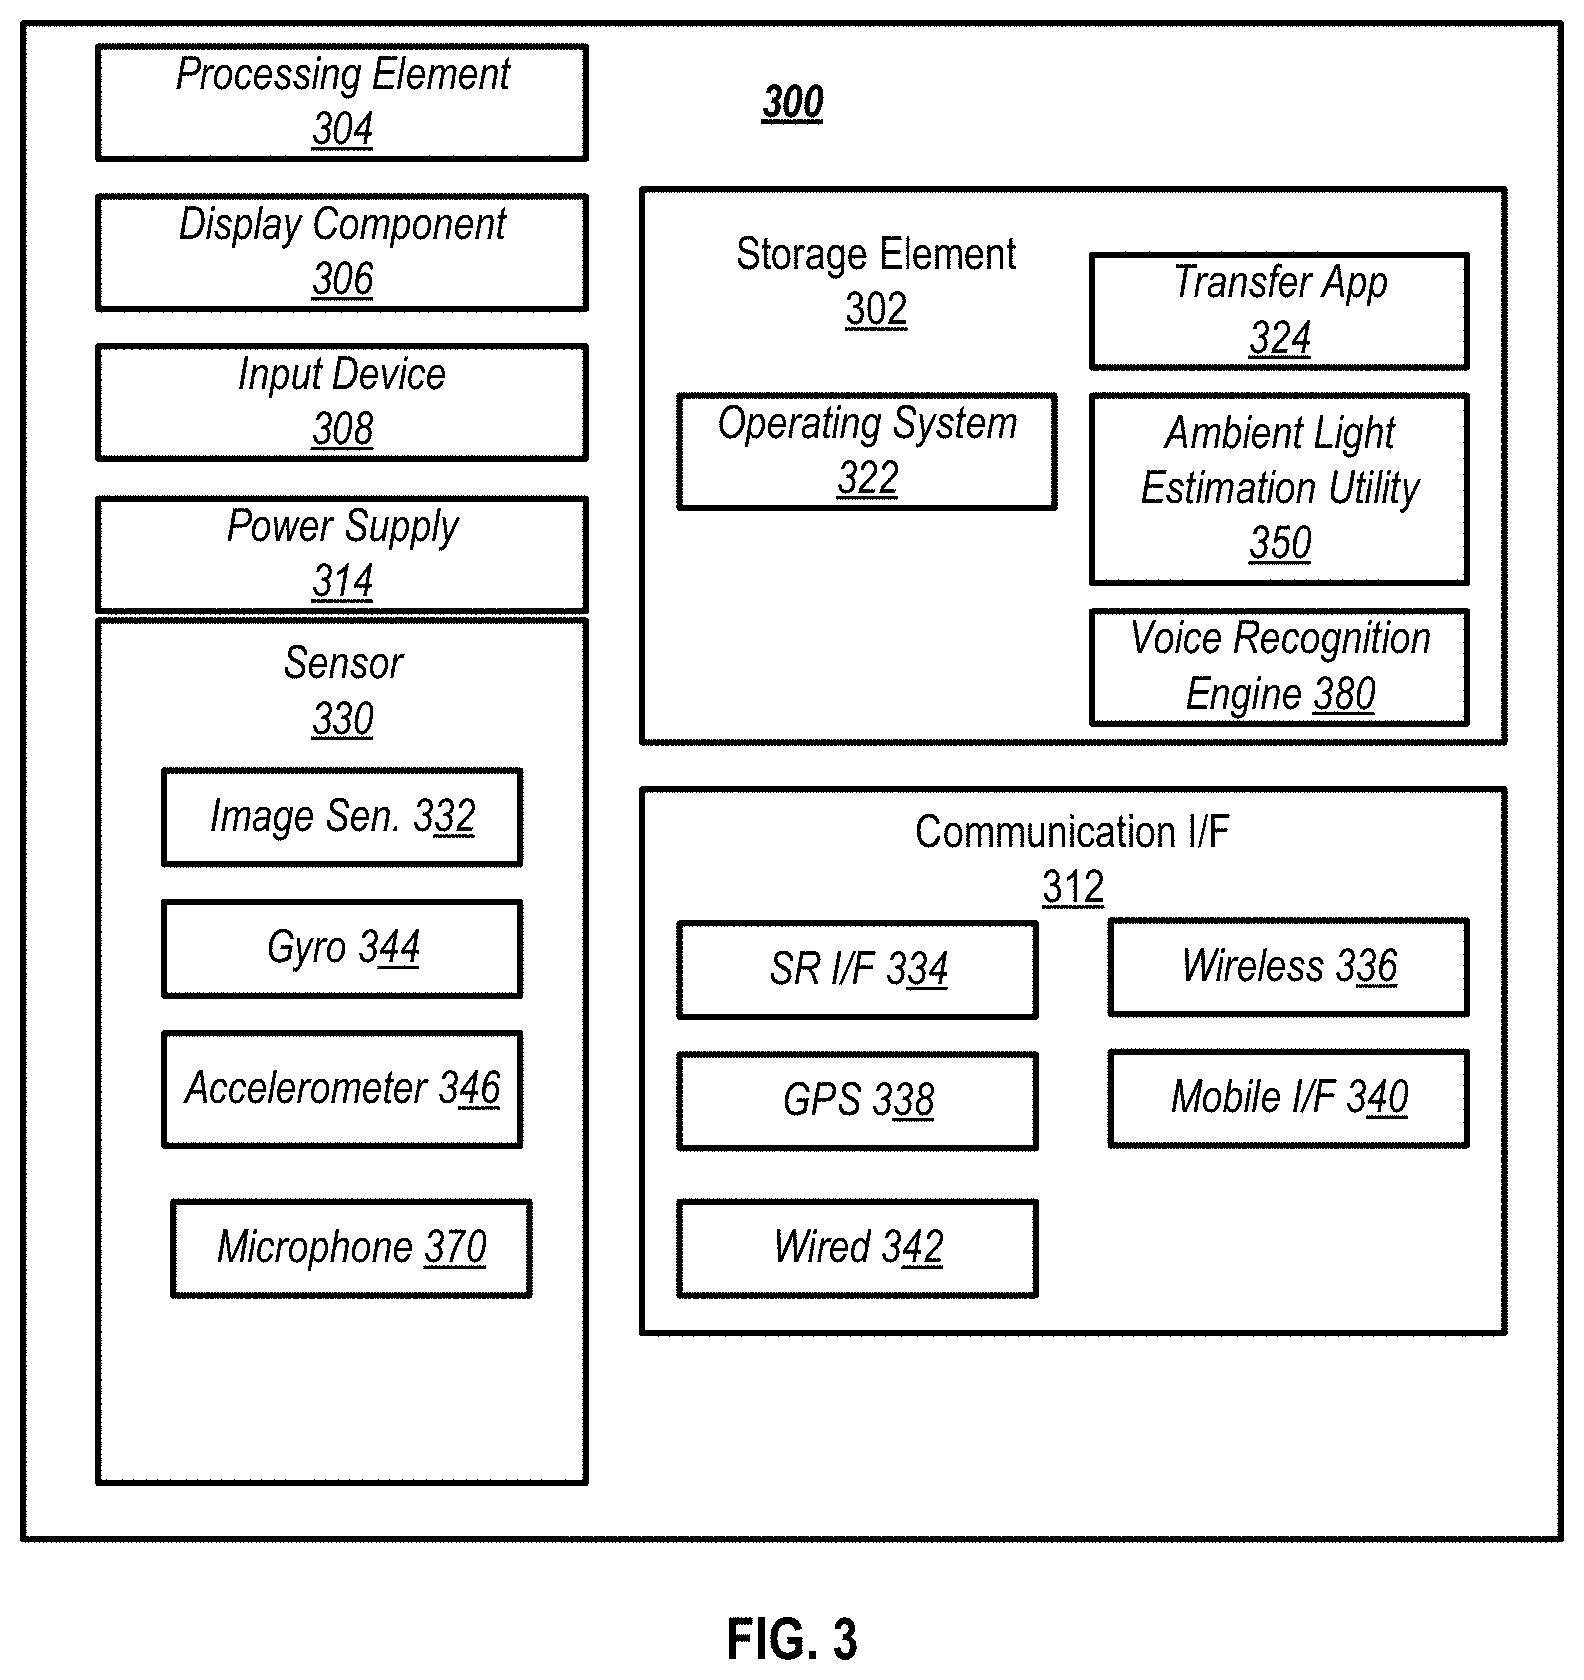 Processing Element
304
300
Display Component
306
Input Device
308
Power Supply
314
Sensor
330
Image Sen. 332
Gyro 344
Accelerometer 346
Microphone 370
Storage Element
302
Operating System
322
Transfer App
324
Ambient Light
Estimation Utility
350
Voice Recognition
Engine 380
Communication I/F
312
SR I/F 334
Wireless 336
GPS 338
Mobile I/F 340
Wired 342
FIG. 3